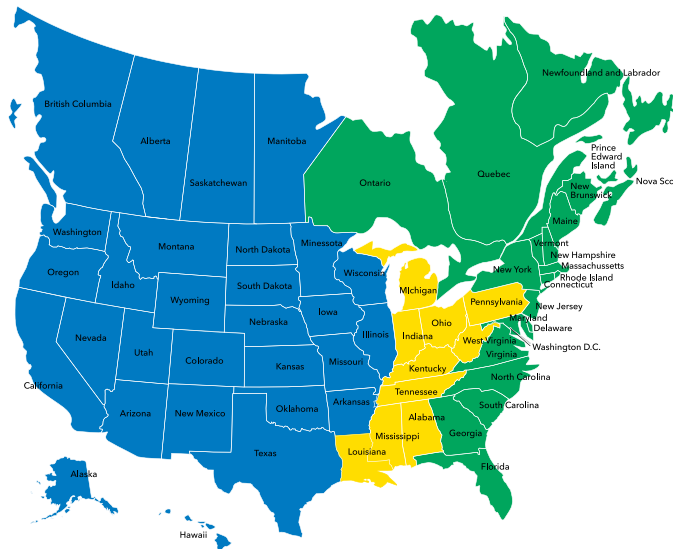 Newfoundland and Labrador
British Columbia
Alberta
Manitoba
Prince
Edward
Island
Quebec
Saskatchewan
Ontario
Nova Sco
New
Brunswick
Maine
Washington
Minessota
Vermont
Montana
North Dakota
New Hampshire
Massachussetts
Oregon
Wisconsin
New York
Rhode Island
Idaho
South Dakota
MIchigan
Connecticut
Wyoming
Pennsylvania
New Jersey
Iowa
Nebraska
Ohio
Maryland
Delaware
Nevada
Illinois
Indiana
West Virginia
Washington D.C.
Utah
Colorado
Missouri
Virginia
Kansas
Kentucky
North Carolina
California
Tennessee
Arkansas
South Carolina
Arizona
New Mexico
Oklahoma
Alabama
Mississippi
Georgia
Texas
Louisiana
Florida
Alaska
Hawaii